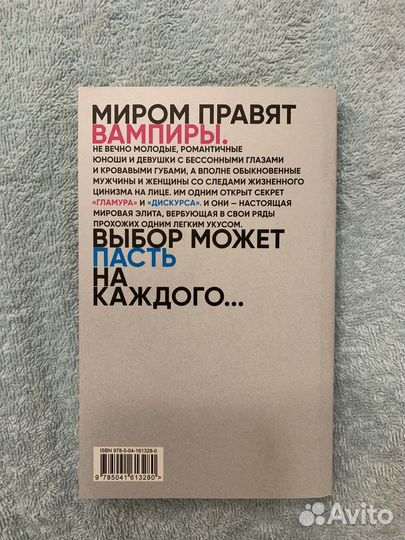 МИРОМ ПРАВЯТ
ВАМПИРЫ.
НЕ ВЕЧНО МОЛОДЫЕ, РОМАНТИЧНЫЕ
ЮНОШИ И ДЕВУШКИ С БЕССОННЫМИ ГЛАЗАМИ
И КРОВАВЫМИ ГУБАМИ, А ВПОЛНЕ ОБЫКНОВЕННЫЕ
МУЖЧИНЫ И ЖЕНЩИНЫ СО СЛЕДАМИ ЖИЗНЕННОГО
ЦИНИЗМА НА ЛИЦЕ. ИМ ОДНИМ ОТКРЫТ СЕКРЕТ
«ГЛАМУРА» И «ДИСКУРСА». И ОНИ – НАСТОЯЩАЯ
МИРОВАЯ ЭЛИТА, ВЕРБУЮЩАЯ В СВОИ РЯДЫ
ПРОХОЖИХ ОДНИМ ЛЕГКИМ УКУСОМ.
ВЫБОР МОЖЕТ
ПАСТЬ
НА
КАЖДОГО...
ISBN 978-5-04-161328-0
9 785041 613280>
Avito